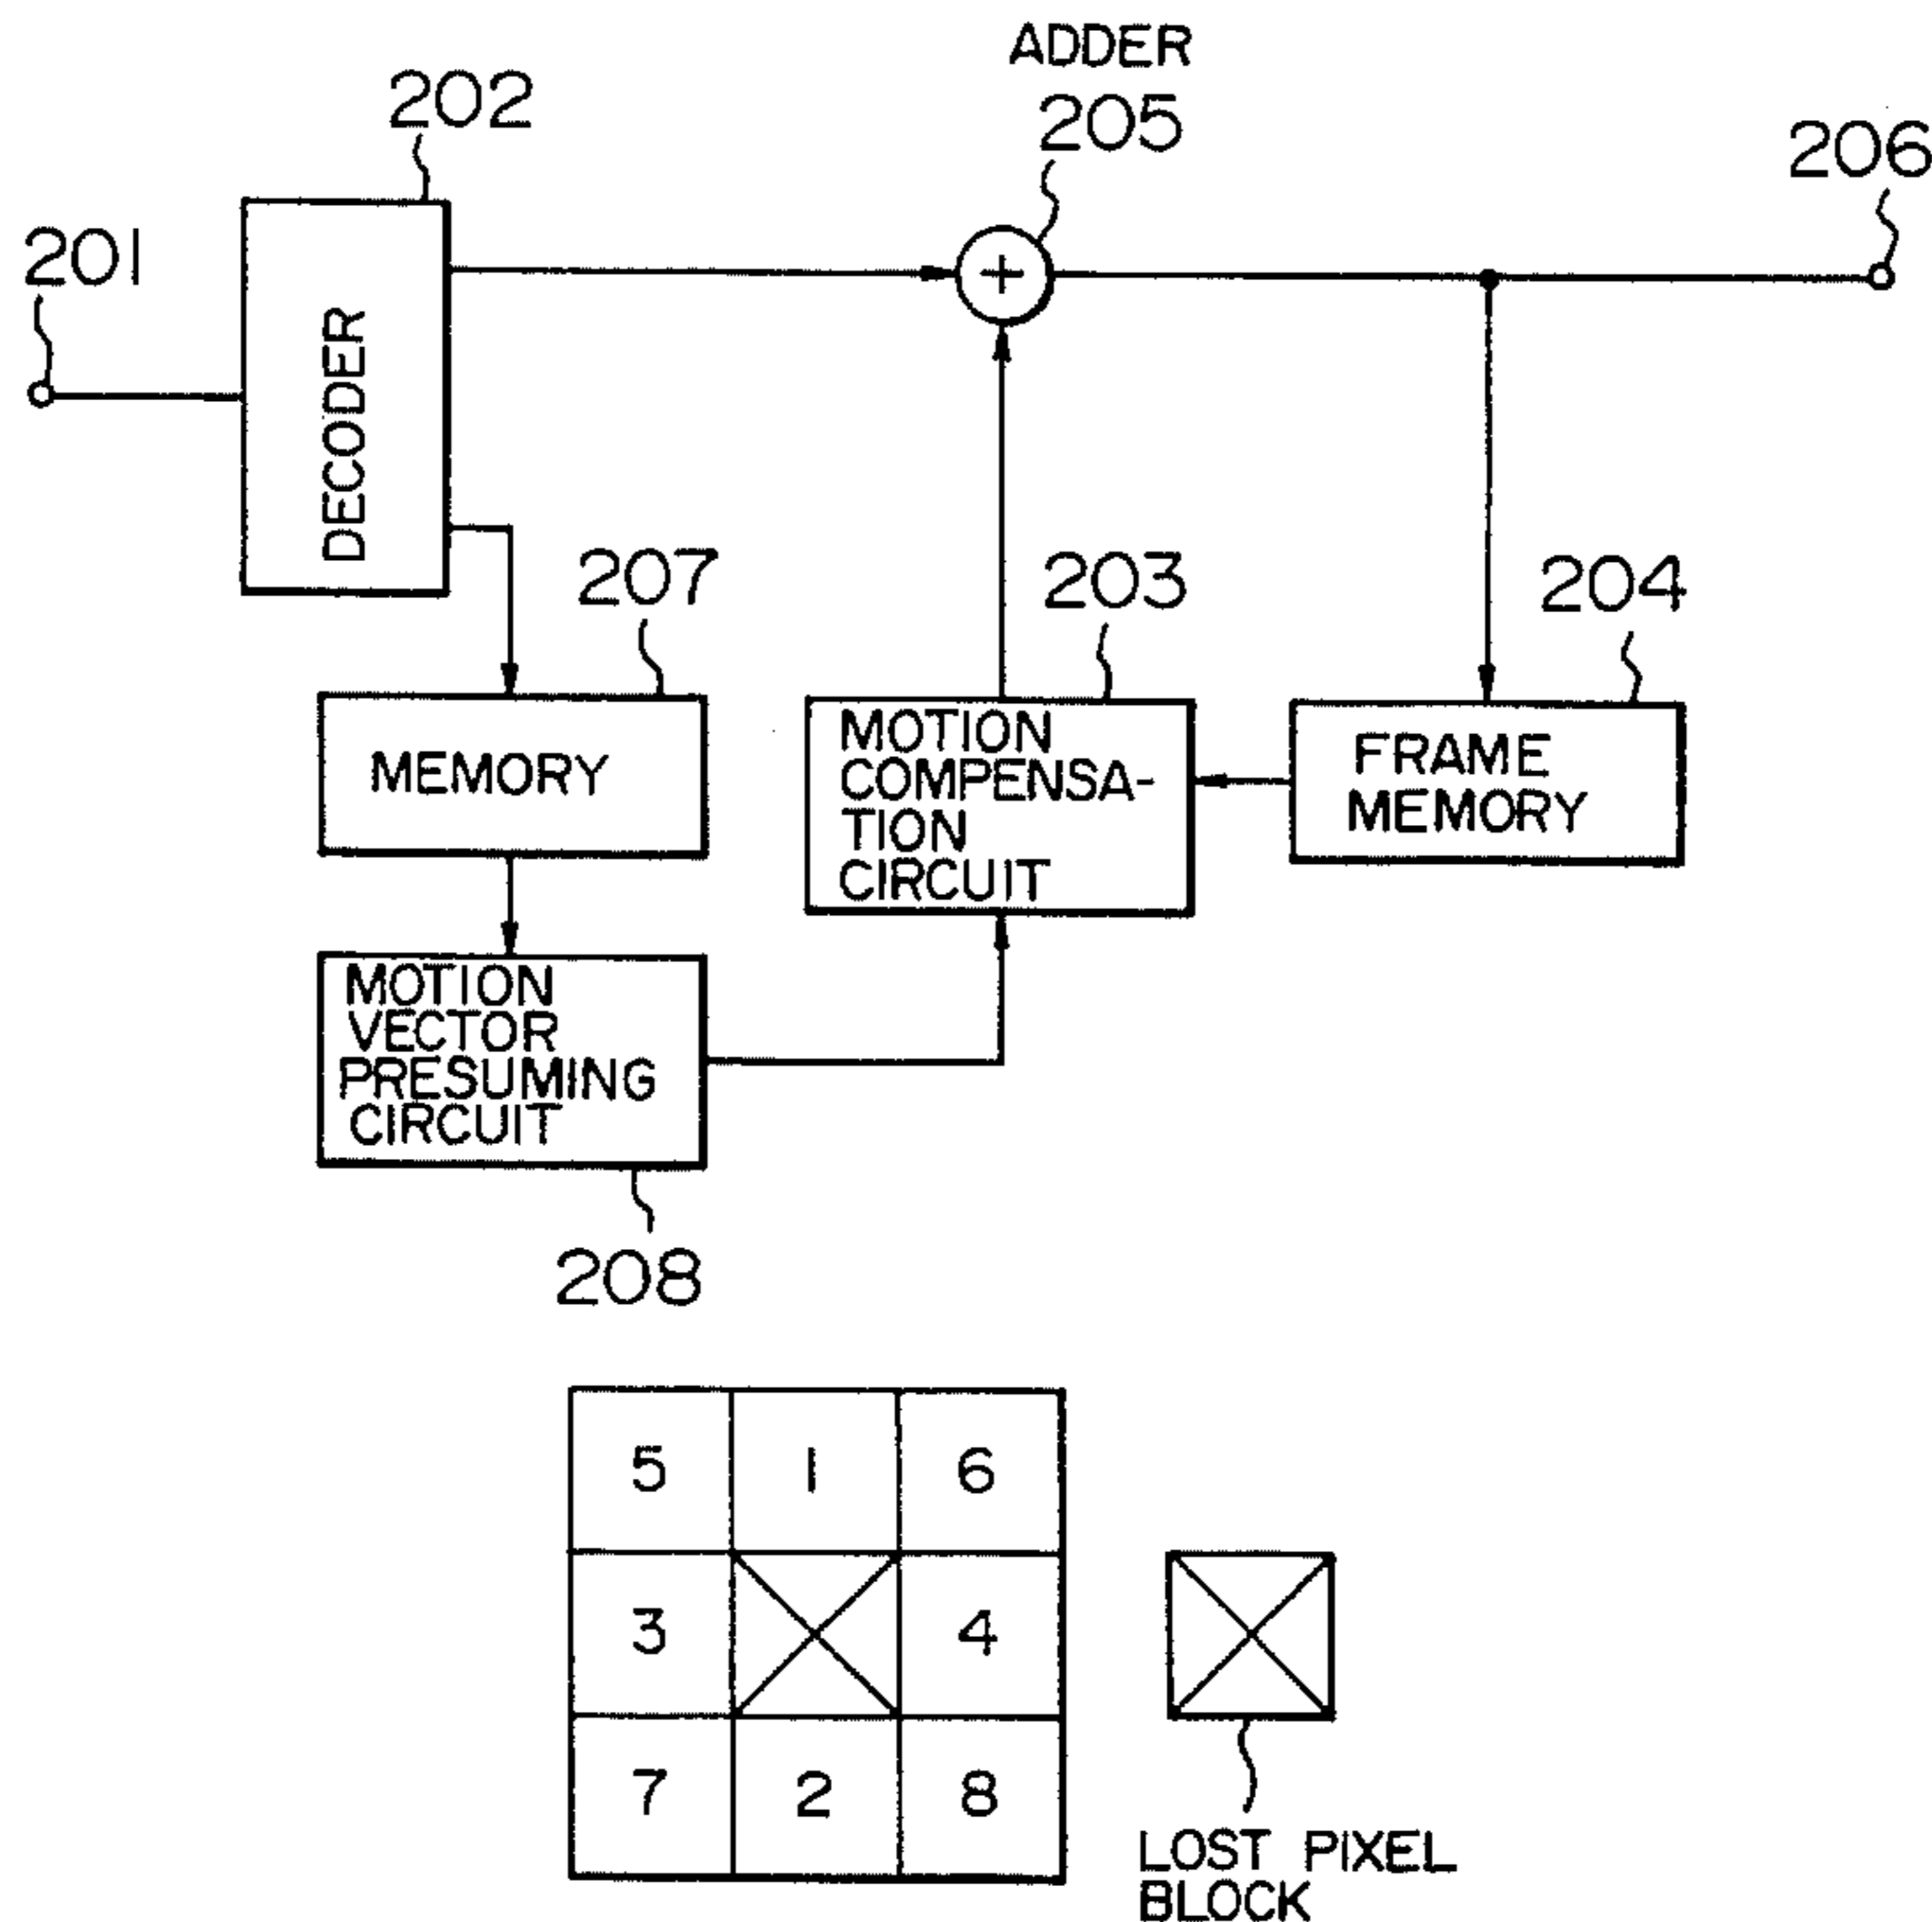 ADDER
202
205
206
201
DECODER
207
203
204
MEMORY
MOTION
COMPENSA-
TION
CIRCUIT
FRAME
MEMORY
MOTION
VECTOR
PRESUMING
CIRCUIT
208
5 1 6
3 4
7 2 8
LOST PIXEL
BLOCK